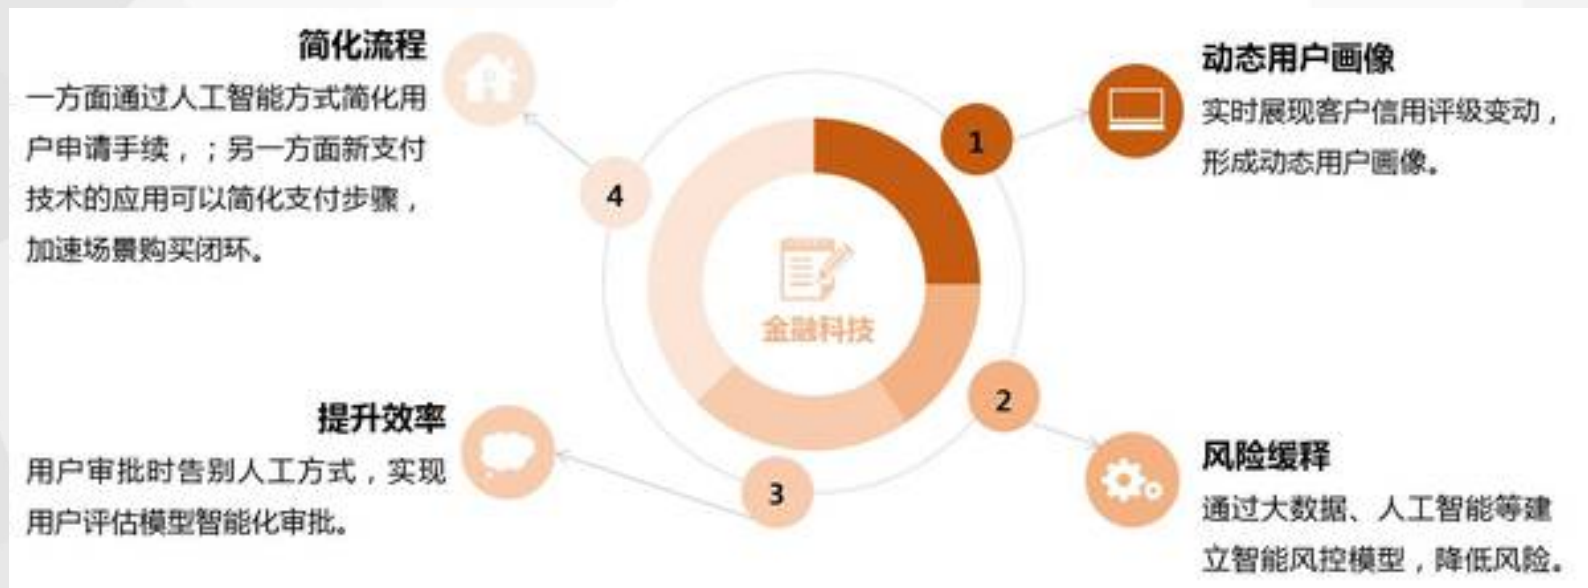 简化流程
一方面通过人工智能方式简化用
户申请手续，；另一方面新支付
技术的应用可以简化支付步骤，
加速场景购买闭环。
4
1
动态用户画像
实时展现客户信用评级变动，
形成动态用户画像。
金融科技
提升效率
用户审批时告别人工方式，实现
用户评估模型智能化审批。
3
2
风险缓释
通过大数据、人工智能等建
立智能风控模型，降低风险。